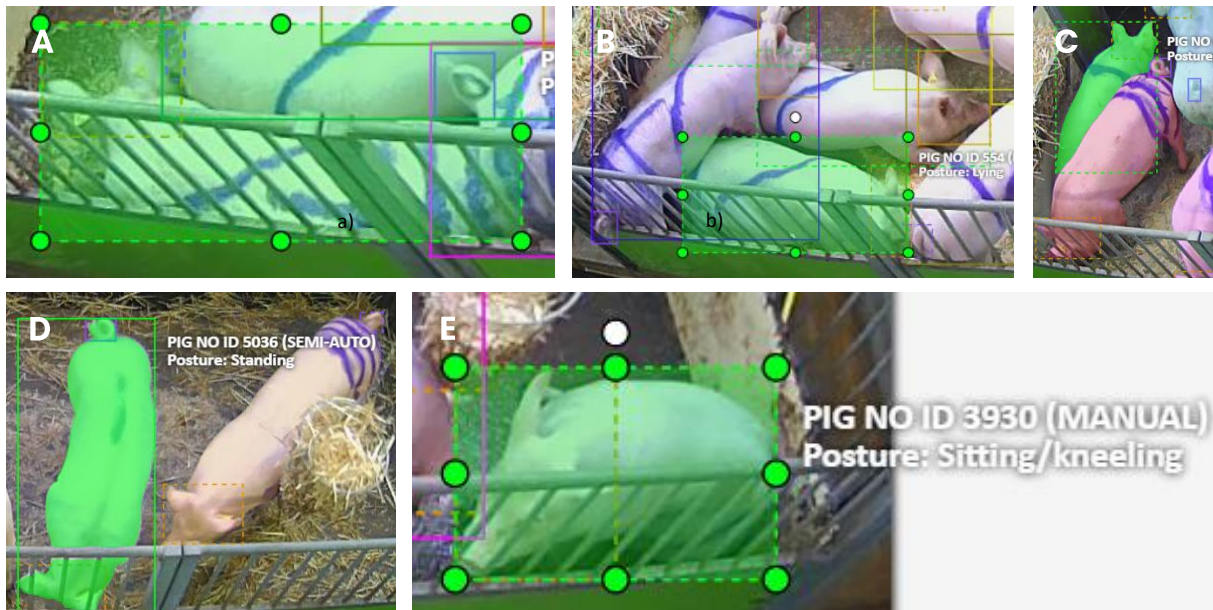 A
P
P
a)
B
PIG NO ID 554 (
Posture: Lying
b)
C
PIG NO
Posture
D
PIG NO ID 5036 (SEMI-AUTO)
Posture: Standing
E
PIG NO ID 3930 (MANUAL)
Posture: Sitting/kneeling